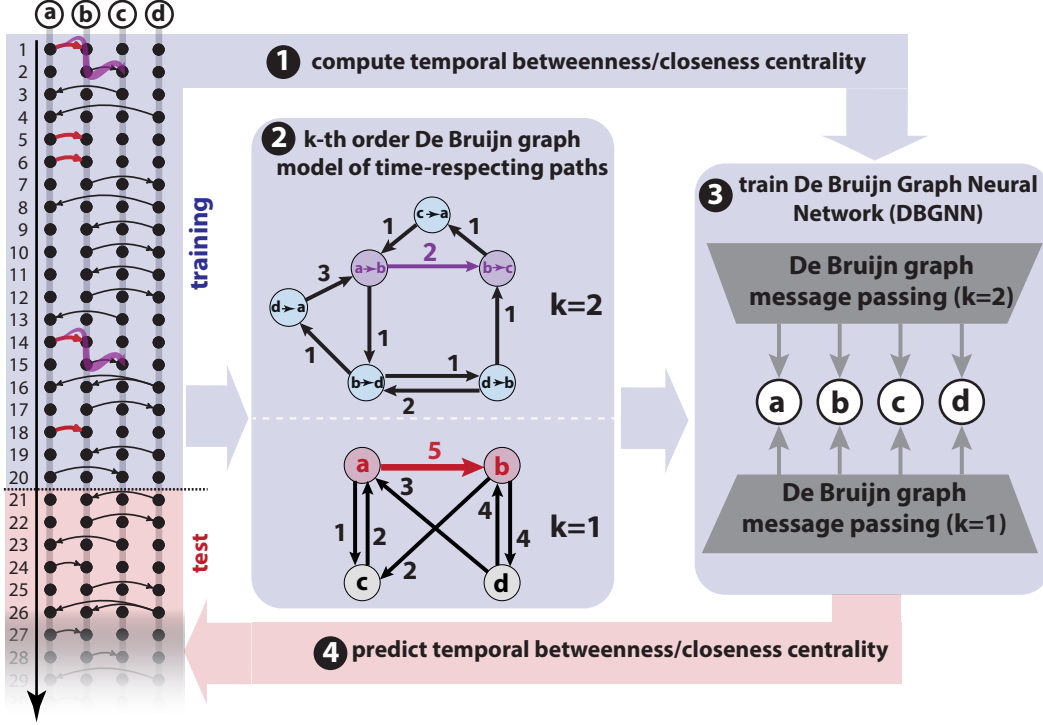 a b c d
1
2
3
4
5
6
7
8
9
10
11
12
13
14
15
16
17
18
19
20
21
22
23
24
25
26
27
28
29
training
test
1 compute temporal betweenness/closeness centrality
2 k-th order De Bruijn graph
model of time-respecting paths
c→a
1 1
a→b 2 b→c
3
d→a
k=2
1 1 1
b→d 1 d→b
2
a 5 b
3
1 2 4 4
k=1
2
c d
3 train De Bruijn Graph Neural
Network (DBGNN)
De Bruijn graph
message passing (k=2)
a b c d
De Bruijn graph
message passing (k=1)
4 predict temporal betweenness/closeness centrality